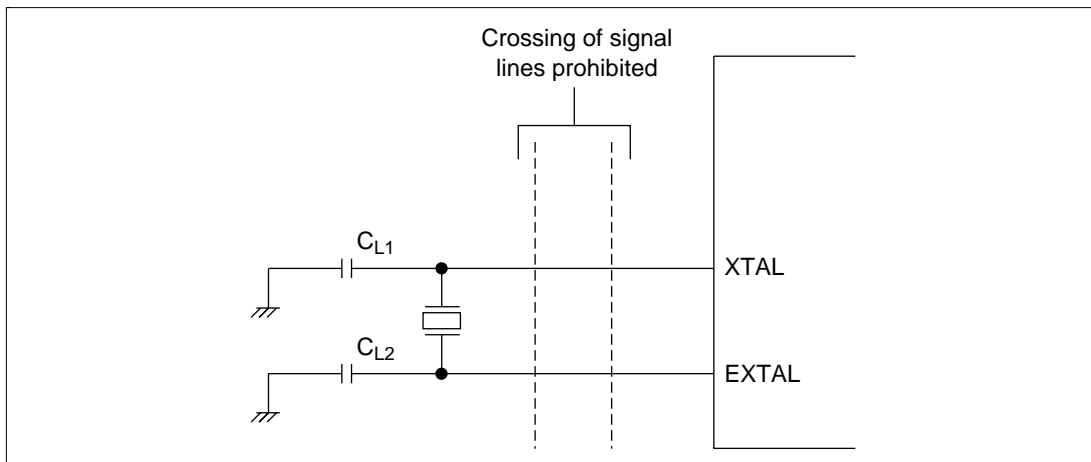 Crossing of signal
lines prohibited
CL1
XTAL
CL2
EXTAL